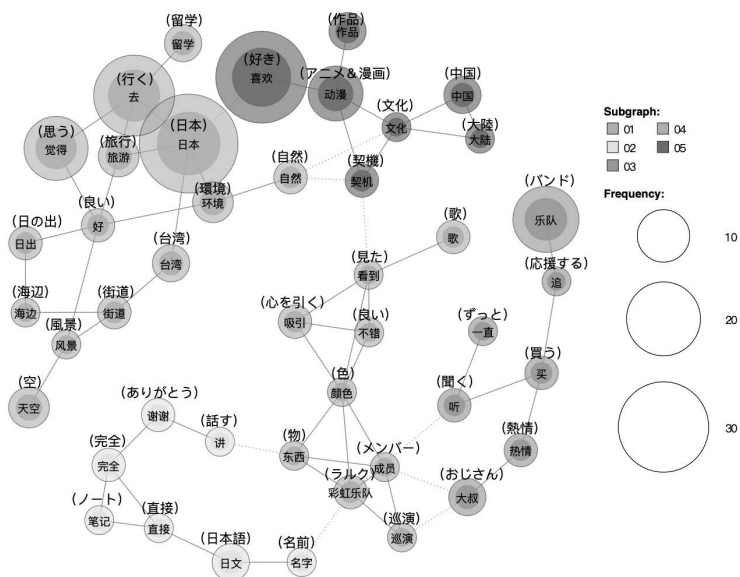 (作品)
作品
(留学)
留学
(好き)
喜欢
(アニメ&漫画)
动漫
(行く)
去
(中国)
中国
(文化)
文化
(大陸)
大陆
(思う)
觉得
(旅行)
旅游
(日本)
日本
(自然)
自然
(契機)
契机
(環境)
环境
(良い)
好
(日の出)
日出
(台湾)
台湾
(海辺)
海边
(街道)
街道
(風景)
风景
(空)
天空
(バンド)
乐队
(歌)
歌
(応援する)
追
(見た)
看到
(心を引く)
吸引
(良い)
不错
(ずっと)
一直
(買う)
买
(色)
颜色
(聞く)
听
(ありがとう)
谢谢
(話す)
讲
(物)
东西
(メンバー)
成员
(熱情)
热情
(完全)
完全
(ラルク)
彩虹乐队
(おじさん)
大叔
(ノート)
笔记
(直接)
直接
(巡演)
巡演
(日本語)
日文
(名前)
名字
Subgraph:
01 04
02 05
03
Frequency:
10
20
30